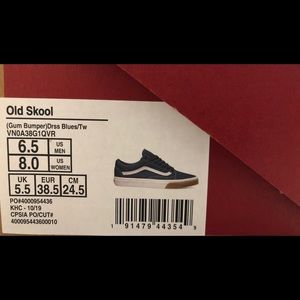 Old Skool
(Gum Bumper)Drss Blues/Tw
VN0A38G1QVR
6.5 US MEN
8.0 US WOMEN
UK EUR CM
5.5 38.5 24.5
PO#4000954436
KHC - 10/19
CPSIA PO/CUT#
400095443600010
1 91479 44354 9